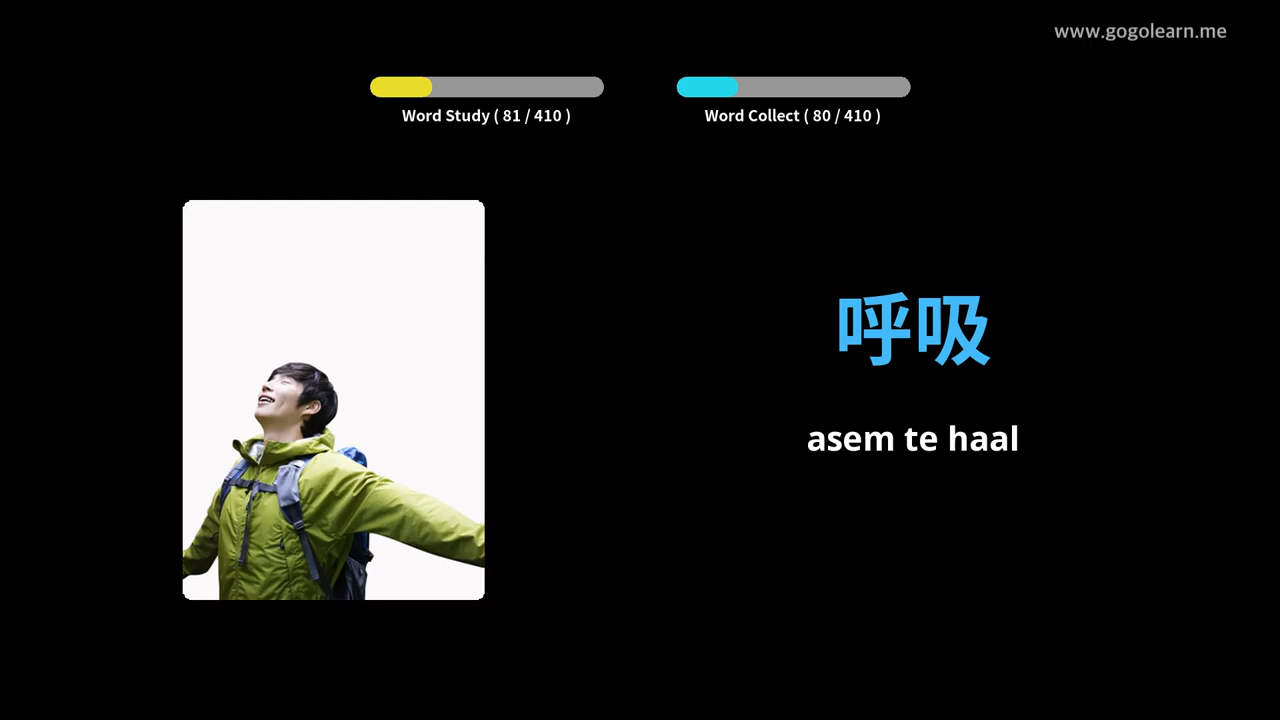 www.gogolearn.me
Word Study ( 81 / 410 )
Word Collect ( 80 / 410 )
呼吸
asem te haal